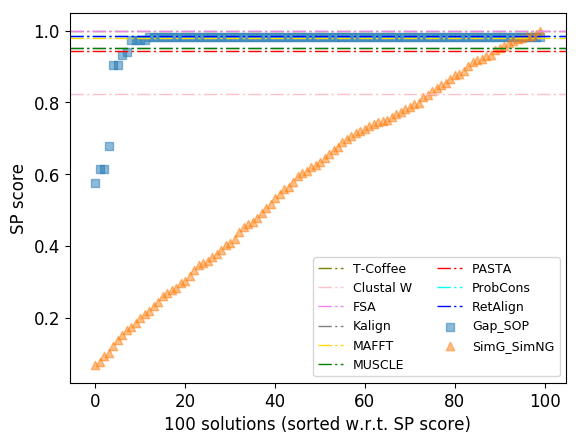 1.0
0.8
0.6
0.4
0.2
SP score
T-Coffee
Clustal W
FSA
Kalign
MAFFT
MUSCLE
PASTA
ProbCons
RetAlign
Gap_SOP
SimG_SimNG
0 20 40 60 80 100
100 solutions (sorted w.r.t. SP score)